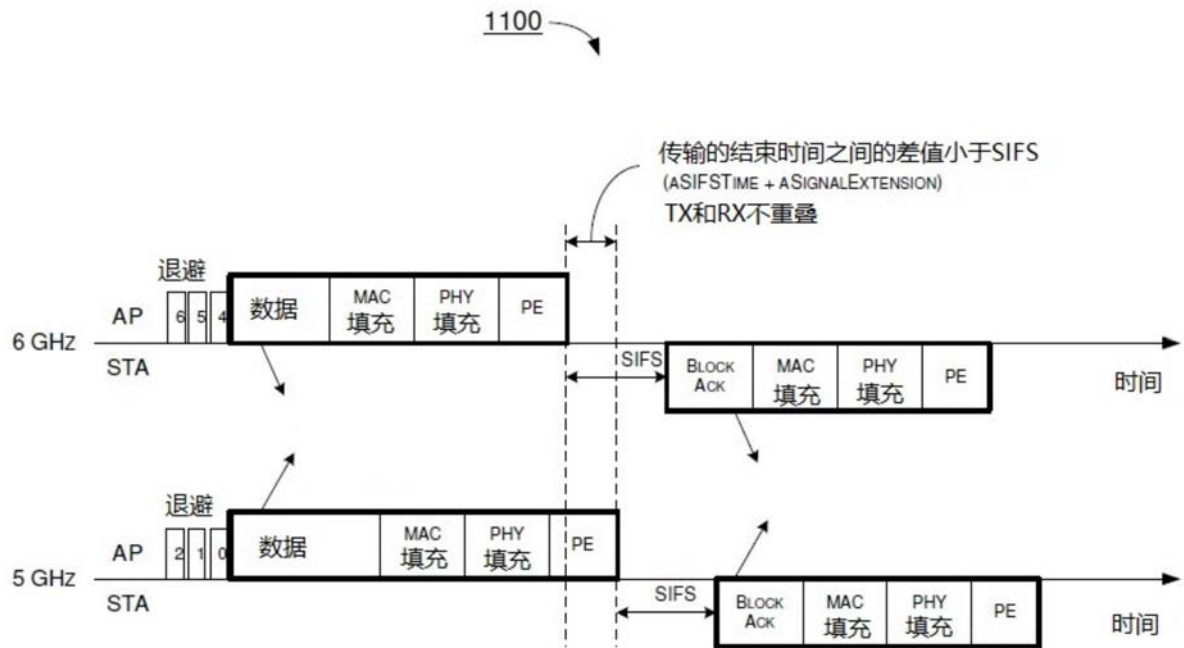 1100
传输的结束时间之间的差值小于SIFS
(ASIFSTIME + ASIGNALEXTENSION)
TX和RX不重叠
退避
AP
6 5 4
数据
MAC
填充
PHY
填充
PE
6 GHZ
STA
SIFS
BLOCK
ACK
MAC
填充
PHY
填充
PE
时间
退避
AP
2 1 0
数据
MAC
填充
PHY
填充
PE
5 GHZ
STA
SIFS
BLOCK
ACK
MAC
填充
PHY
填充
PE
时间